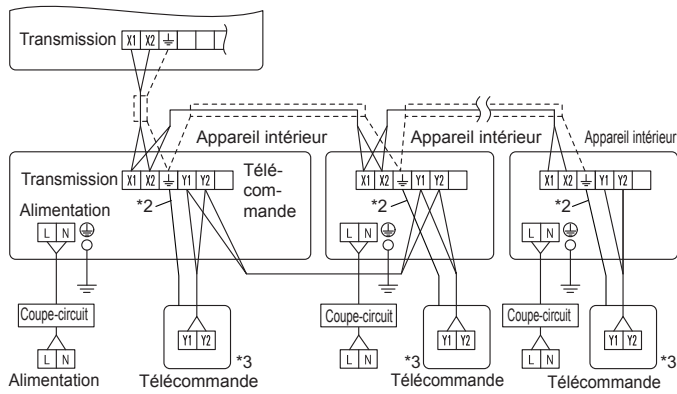 Transmission X1 X2 ⏚
Appareil intérieur Appareil intérieur Appareil intérieur
Transmission X1 X2 ⏚ Y1 Y2
Télé-
com-
mande
X1 X2 ⏚ Y1 Y2
X1 X2 ⏚ Y1 Y2
*2 *2 *2
Alimentation
L N L N L N
Coupe-circuit Coupe-circuit Coupe-circuit
Y1 Y2 Y1 Y2 Y1 Y2
L N *3 L N *3 L N *3
Alimentation Télécommande Télécommande Télécommande